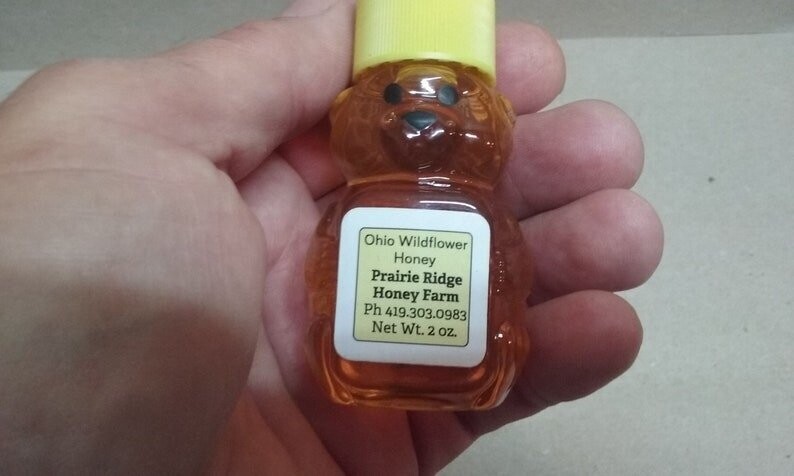 Ohio Wildflower
Honey
Prairie Ridge
Honey Farm
Ph 419.303.0983
Net Wt. 2 oz.